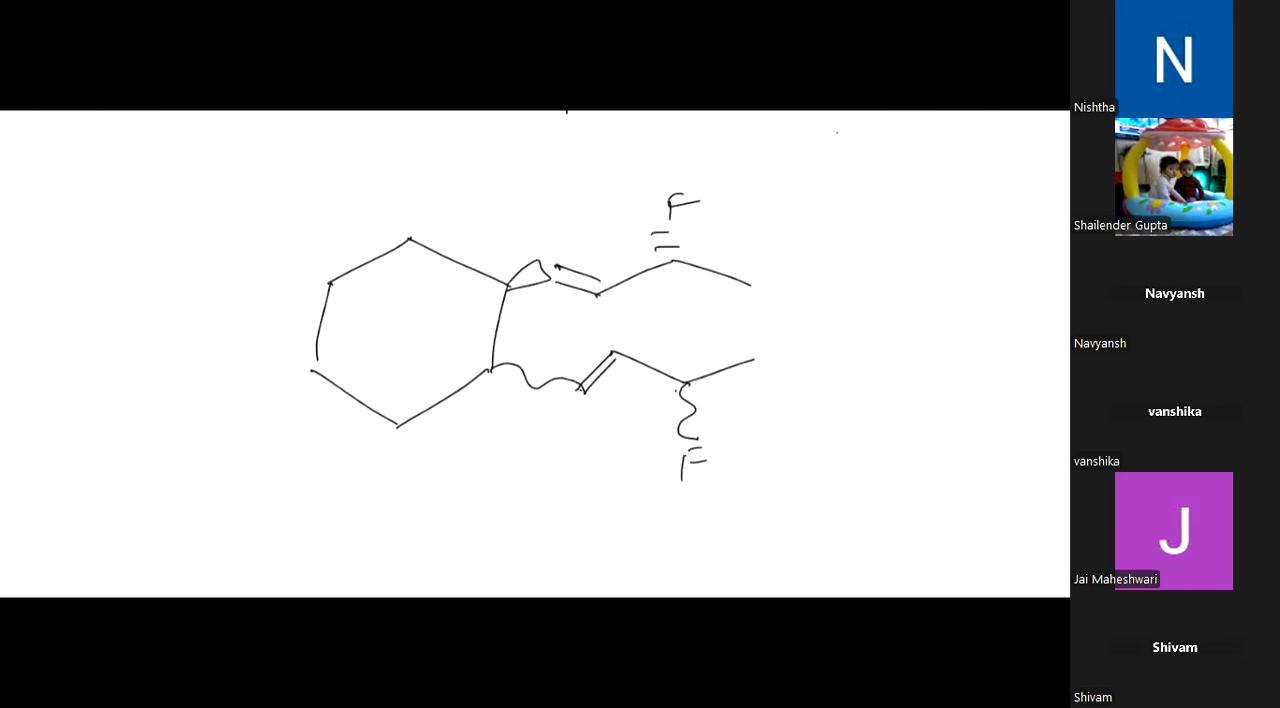 N
Nishtha
Shailender Gupta
Navyansh
Navyansh
vanshika
vanshika
J
Jai Maheshwari
Shivam
Shivam
F
F